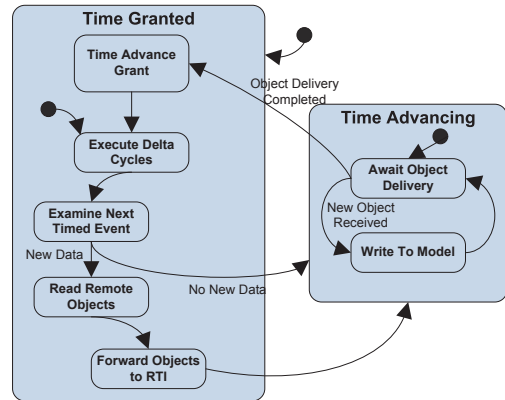 Time Granted
Time Advance
Grant
Execute Delta
Cycles
Examine Next
Timed Event
New Data
No New Data
Read Remote
Objects
Forward Objects
to RTI
Object Delivery
Completed
Time Advancing
Await Object
Delivery
New Object
Received
Write To Model